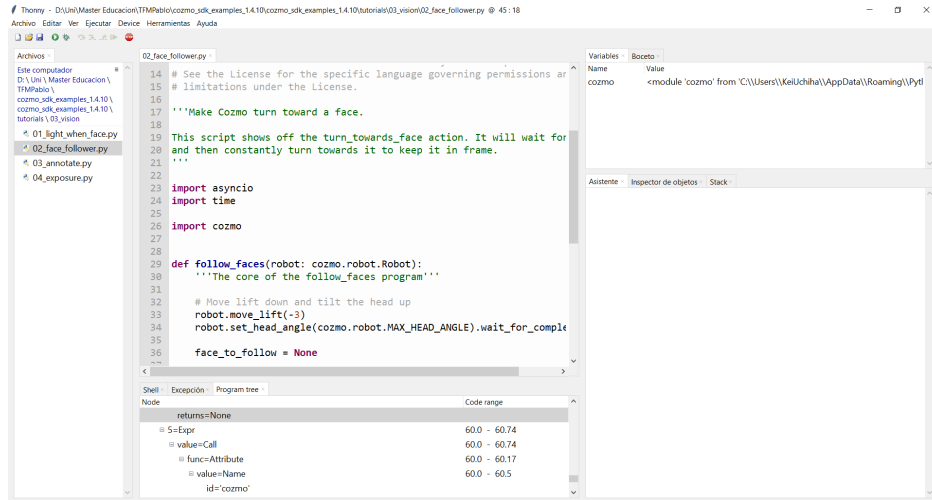 Thonny - D:\Uni\Master Educacion\TFMPablo\cozmo_sdk_examples_1.4.10\cozmo_sdk_examples_1.4.10\tutorials\03_vision\02_face_follower.py @ 45 : 18
Archivo Editar Ver Ejecutar Device Herramientas Ayuda
Archivos
Este computador
D: \ Uni \ Master Educacion \
TFMPablo \
cozmo_sdk_examples_1.4.10 \
cozmo_sdk_examples_1.4.10 \
tutorials \ 03_vision
01_light_when_face.py
02_face_follower.py
03_annotate.py
04_exposure.py
02_face_follower.py
14 # See the License for the specific language governing permissions ar
15 # limitations under the License.
16
17 '''Make Cozmo turn toward a face.
18
19 This script shows off the turn_towards_face action. It will wait for
20 and then constantly turn towards it to keep it in frame.
21 '''
22
23 import asyncio
24 import time
25
26 import cozmo
27
28
29 def follow_faces(robot: cozmo.robot.Robot):
30 '''The core of the follow_faces program'''
31
32 # Move lift down and tilt the head up
33 robot.move_lift(-3)
34 robot.set_head_angle(cozmo.robot.MAX_HEAD_ANGLE).wait_for_comple
35
36 face_to_follow = None
Shell Excepción Program tree
Node Code range
returns=None
5=Expr 60.0 - 60.74
value=Call 60.0 - 60.74
func=Attribute 60.0 - 60.17
value=Name 60.0 - 60.5
id='cozmo'
Variables Boceto
Name Value
cozmo <module 'cozmo' from 'C:\\Users\\KeiUchiha\\AppData\\Roaming\\Pytl
Asistente Inspector de objetos Stack